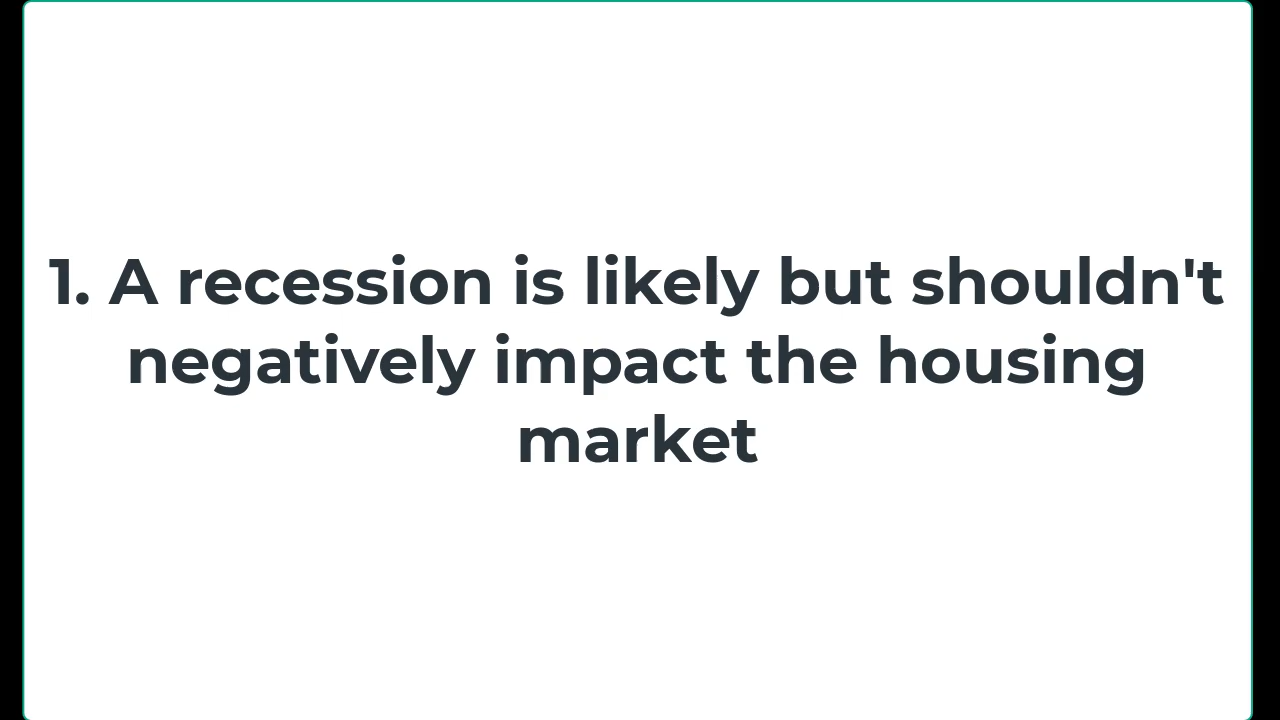 1. A recession is likely but shouldn't
negatively impact the housing
market